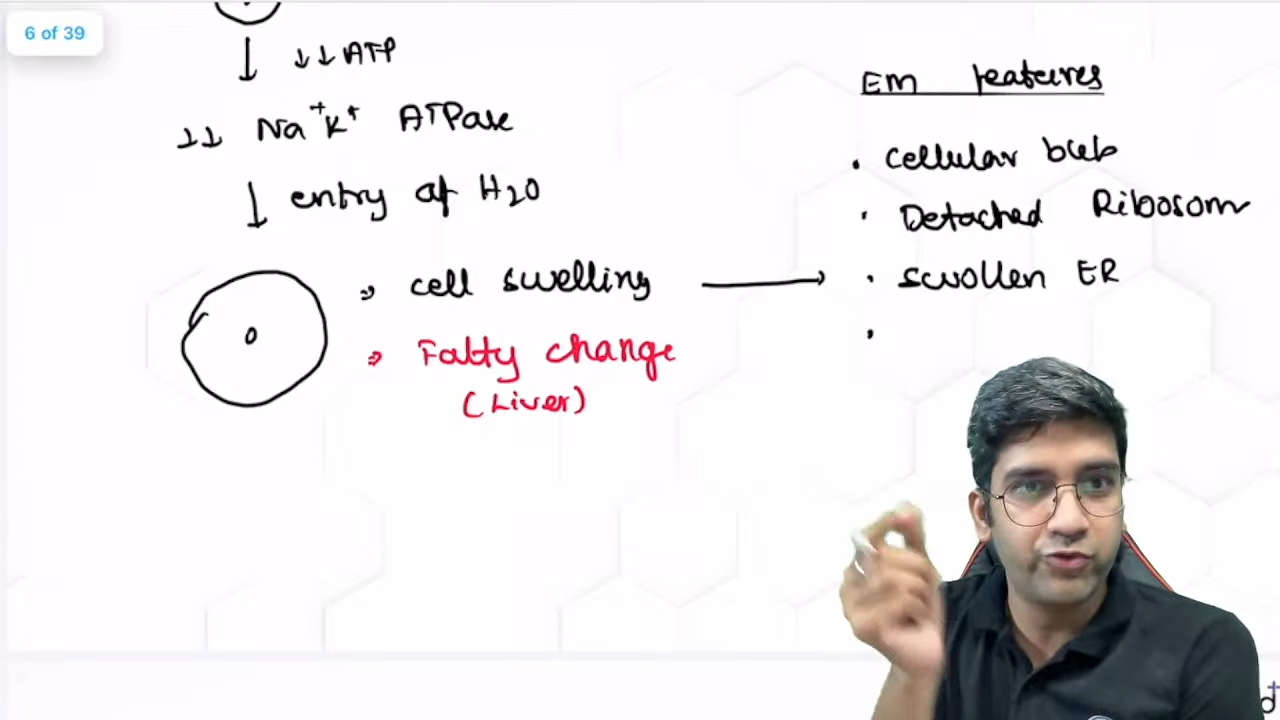 6 of 39
↓ ↓↓ ATP
↓↓ Na⁺K⁺ ATPase
↓ entry of H2O
cell swelling →
Fatty change
(Liver)
EM features
• cellular bleb
• Detached Ribosom
• swollen ER
•